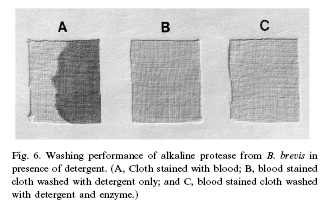 A B C
Fig. 6. Washing performance of alkaline protease from B. brevis in
presence of detergent. (A, Cloth stained with blood; B, blood stained
cloth washed with detergent only; and C, blood stained cloth washed
with detergent and enzyme.)